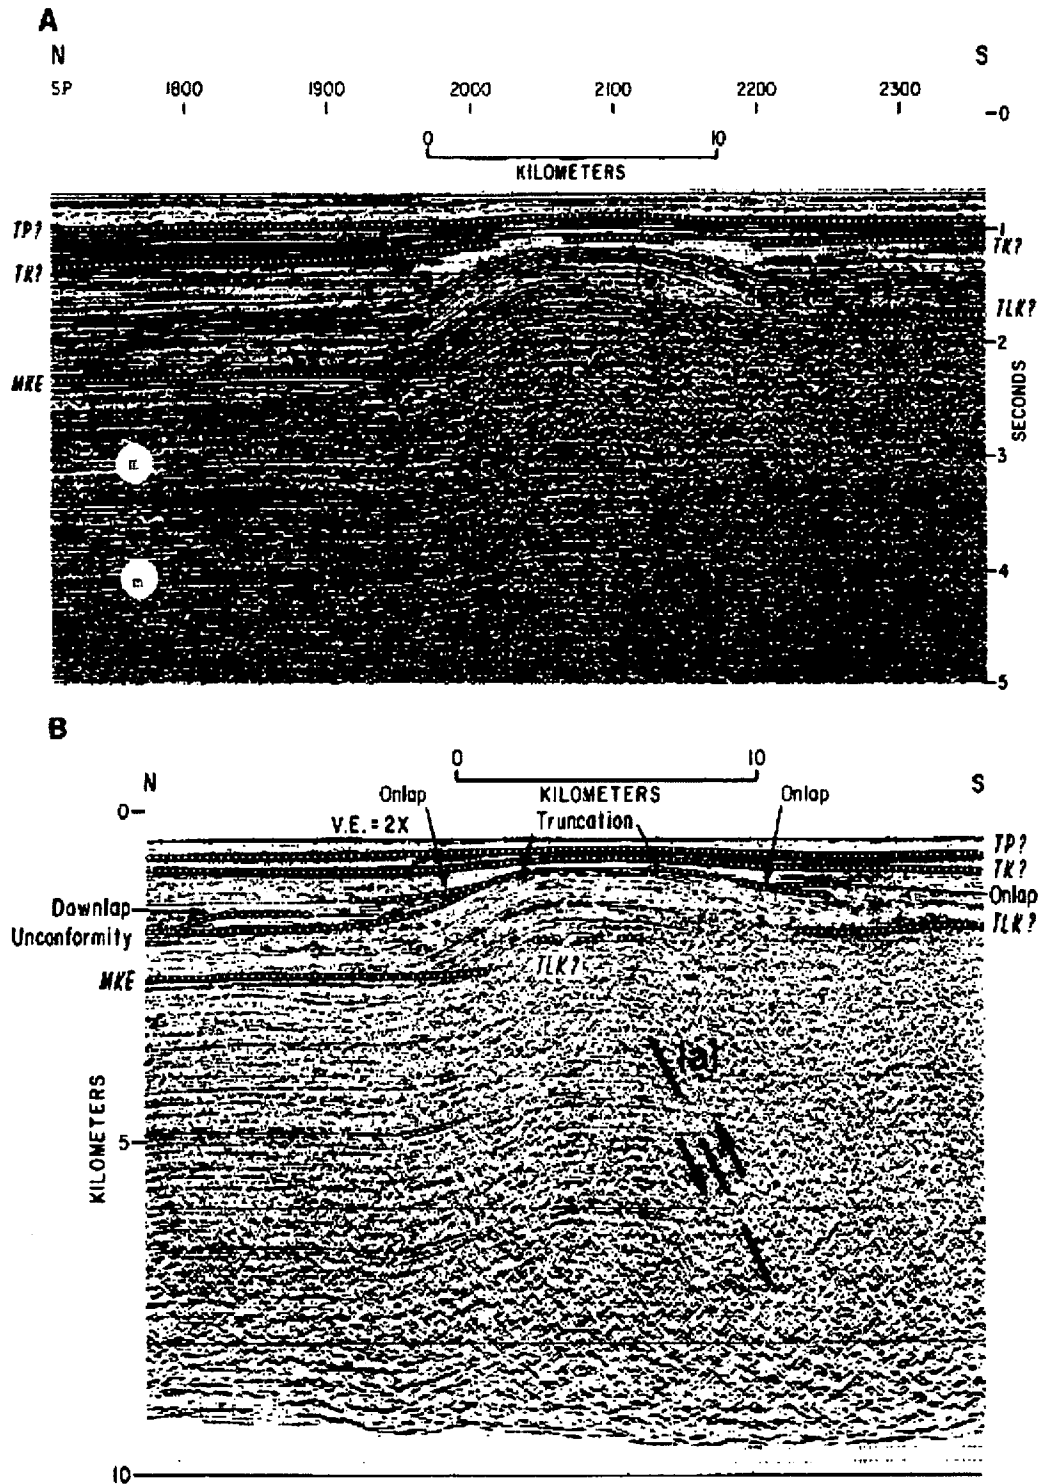 A
N S
SP 1800 1900 2000 2100 2200 2300
0
0 10
KILOMETERS
TP? 1
TK?
TK?
TLK?
2
MKE
SECONDS
3
m
4
m
5
B
0 10
N S
Onlap KILOMETERS Onlap
0
V.E. = 2X Truncation
TP?
TK?
Downlap Onlap
Unconformity TLK?
MKE TLK?
(a)
KILOMETERS
5
10